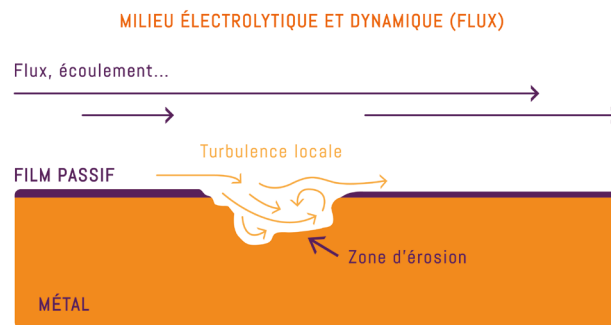 MILIEU ÉLECTROLYTIQUE ET DYNAMIQUE (FLUX)
Flux, écoulement...
Turbulence locale
FILM PASSIF
Zone d'érosion
MÉTAL